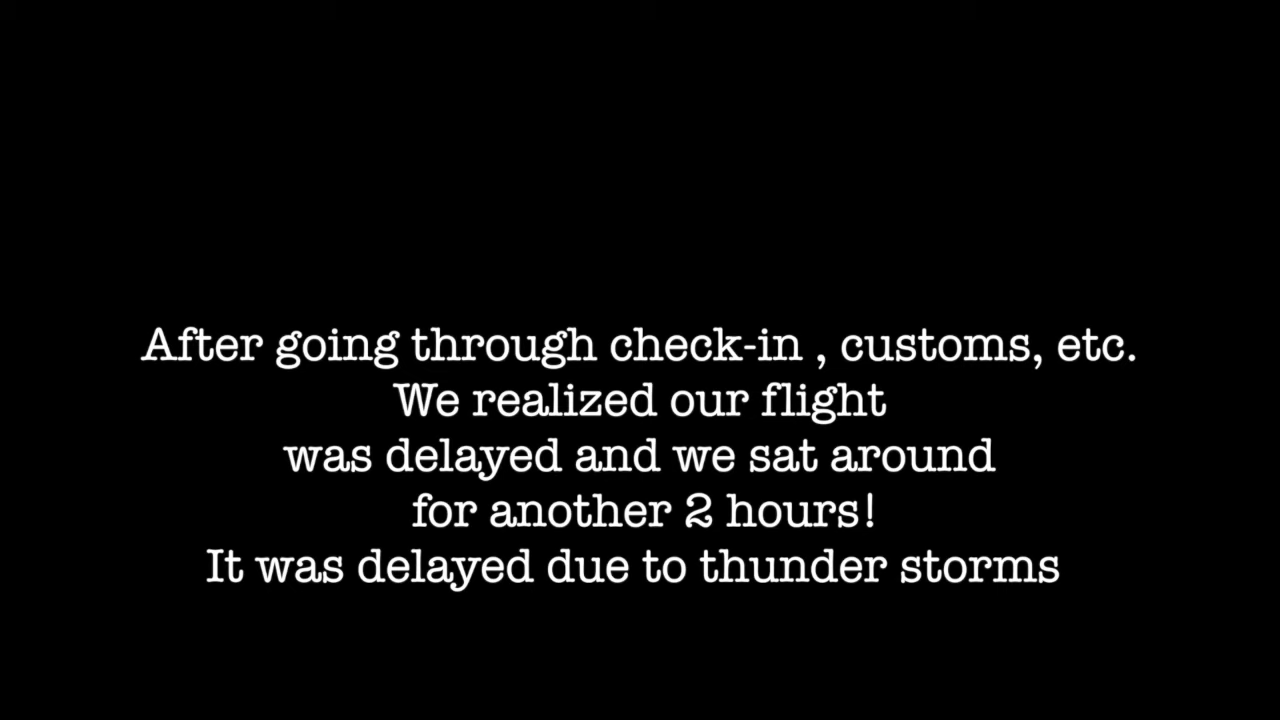 After going through check-in , customs, etc.
We realized our flight
was delayed and we sat around
for another 2 hours!
It was delayed due to thunder storms